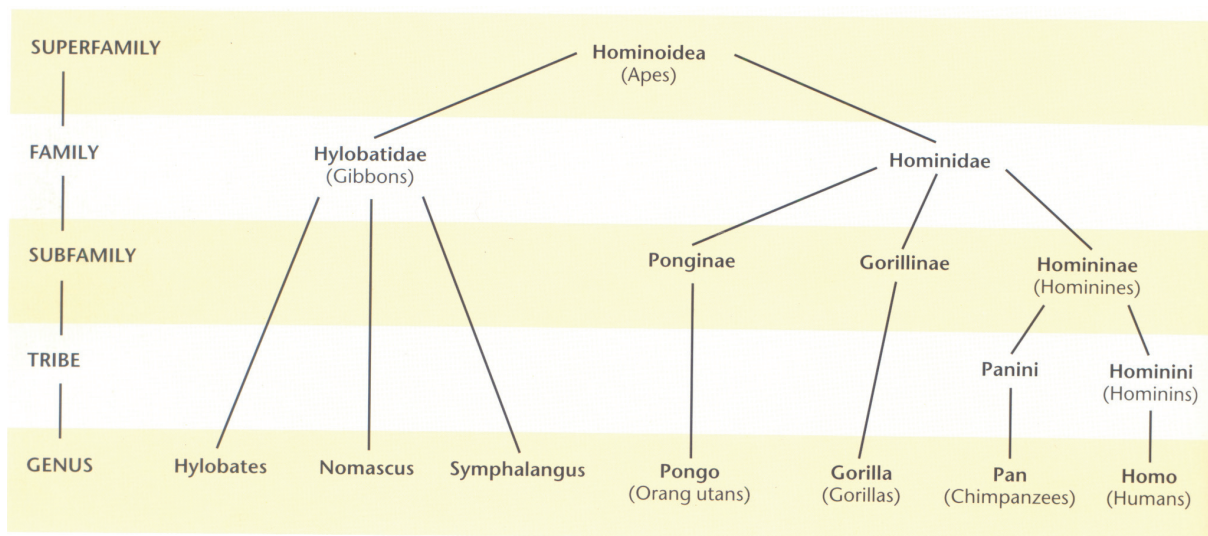 SUPERFAMILY
Hominoidea
(Apes)
FAMILY
Hylobatidae
(Gibbons)
Hominidae
SUBFAMILY
Ponginae
Gorillinae
Homininae
(Hominines)
TRIBE
Panini
Hominini
(Hominins)
GENUS
Hylobates
Nomascus
Symphalangus
Pongo
(Orang utans)
Gorilla
(Gorillas)
Pan
(Chimpanzees)
Homo
(Humans)